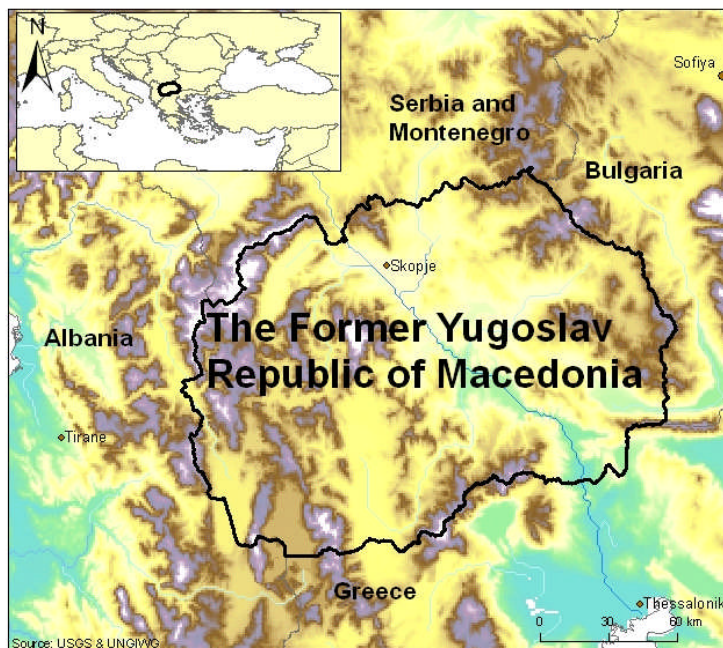 N
Sofiya
Serbia and
Montenegro
Bulgaria
Skopje
The Former Yugoslav
Republic of Macedonia
Albania
Tirane
Greece
Thessalonik
0 30 60 km
Source: USGS & UNGIWG